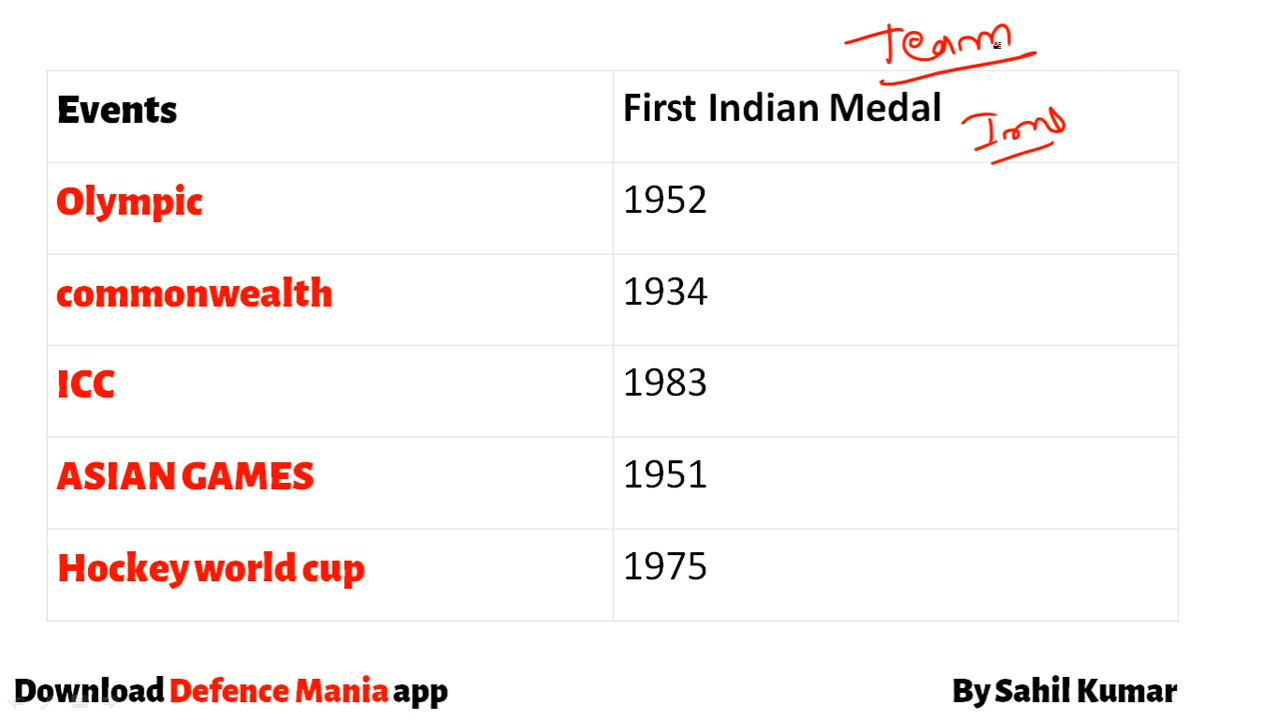 Team
Events First Indian Medal
Olympic 1952
commonwealth 1934
ICC 1983
ASIAN GAMES 1951
Hockey world cup 1975
Download Defence Mania app By Sahil Kumar